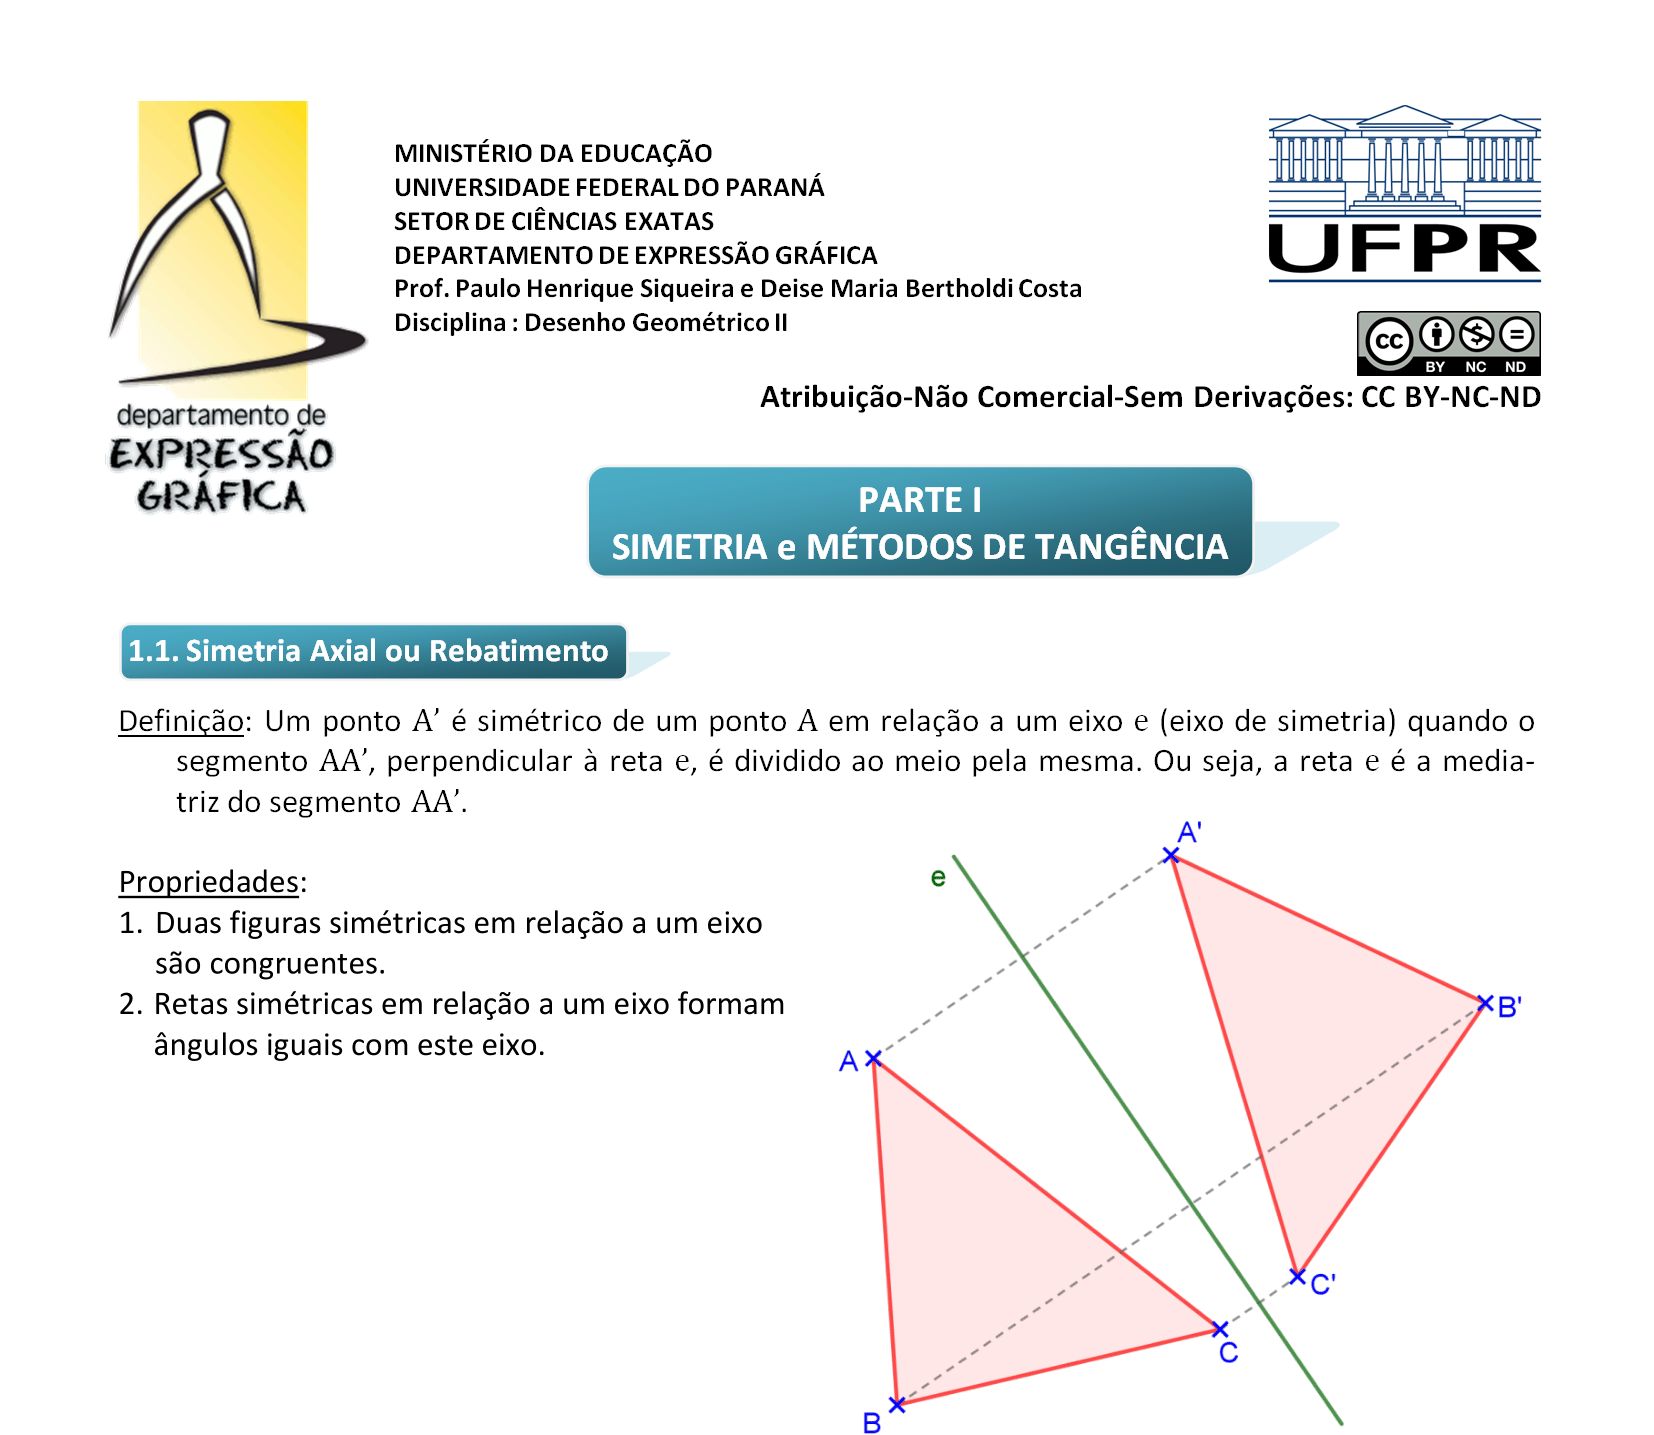 MINISTÉRIO DA EDUCAÇÃO
UNIVERSIDADE FEDERAL DO PARANÁ
SETOR DE CIÊNCIAS EXATAS
DEPARTAMENTO DE EXPRESSÃO GRÁFICA
Prof. Paulo Henrique Siqueira e Deise Maria Bertholdi Costa
Disciplina : Desenho Geométrico II
UFPR
cc
BY NC ND
Atribuição-Não Comercial-Sem Derivações: CC BY-NC-ND
departamento de
EXPRESSÃO
GRÁFICA
PARTE I
SIMETRIA e MÉTODOS DE TANGÊNCIA
1.1. Simetria Axial ou Rebatimento
Definição: Um ponto A’ é simétrico de um ponto A em relação a um eixo e (eixo de simetria) quando o
segmento AA’, perpendicular à reta e, é dividido ao meio pela mesma. Ou seja, a reta e é a media-
triz do segmento AA’.
Propriedades:
1. Duas figuras simétricas em relação a um eixo
são congruentes.
2. Retas simétricas em relação a um eixo formam
ângulos iguais com este eixo.
A'
e
B'
A
C'
C
B